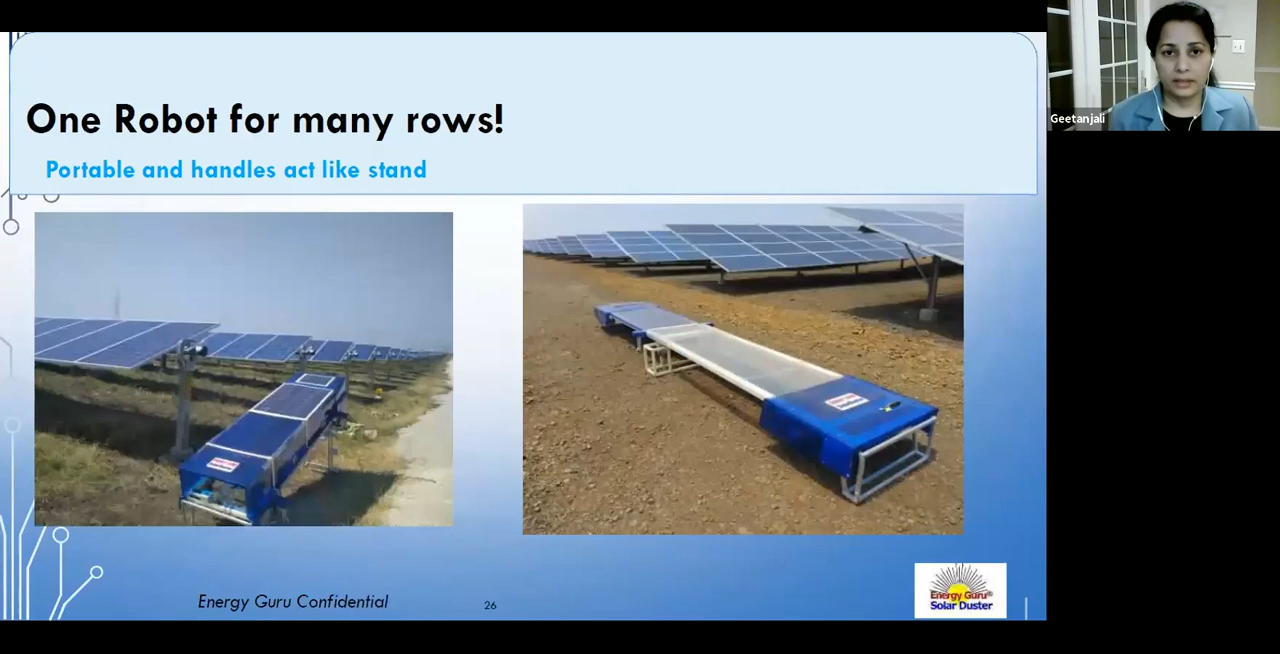 One Robot for many rows!
Portable and handles act like stand
Geetanjali
Energy Guru Confidential
26
Energy Guru®
Solar Duster